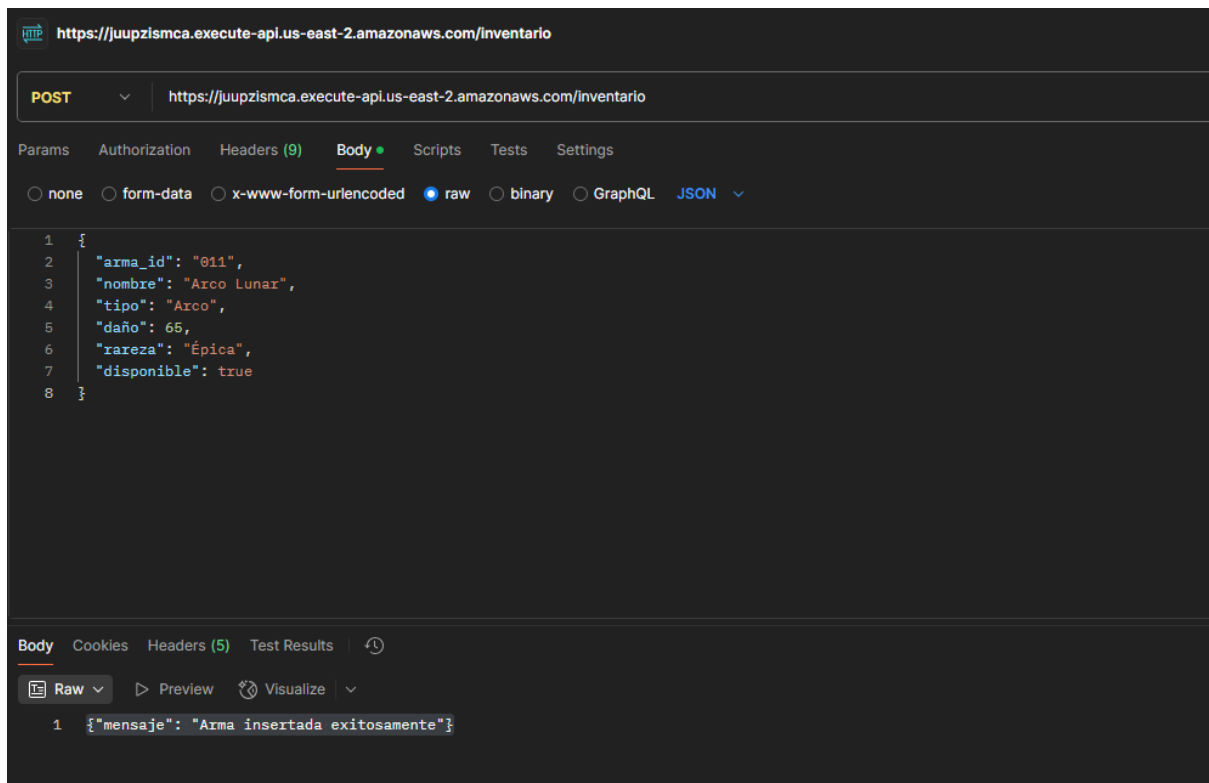 HTTP https://juupzismca.execute-api.us-east-2.amazonaws.com/inventario
POST https://juupzismca.execute-api.us-east-2.amazonaws.com/inventario
Params Authorization Headers (9) Body Scripts Tests Settings
none form-data x-www-form-urlencoded raw binary GraphQL JSON
1 {
2 "arma_id": "011",
3 "nombre": "Arco Lunar",
4 "tipo": "Arco",
5 "daño": 65,
6 "rareza": "Épica",
7 "disponible": true
8 }
Body Cookies Headers (5) Test Results
Raw Preview Visualize
1 {"mensaje": "Arma insertada exitosamente"}